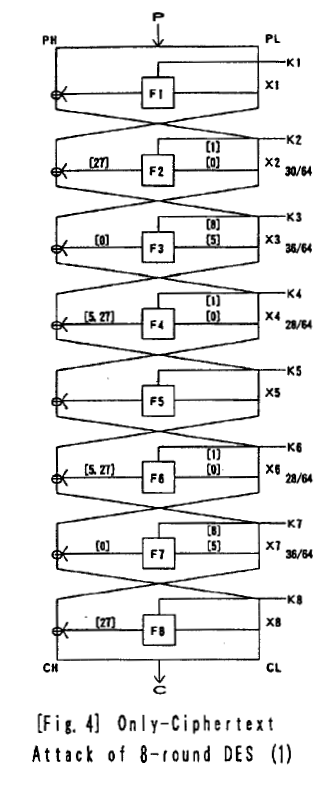 P
PH PL
K1
F1 X1
K2
[1]
[27] F2 [0] X2 30/64
K3
[8]
[0] F3 [5] X3 36/64
K4
[1]
[5,27] F4 [0] X4 28/64
K5
F5 X5
K6
[1]
[5,27] F6 [0] X6 28/64
K7
[8]
[0] F7 [5] X7 36/64
K8
[27] F8 X8
CH CL
C
[Fig. 4] Only-Ciphertext
Attack of 8-round DES (1)